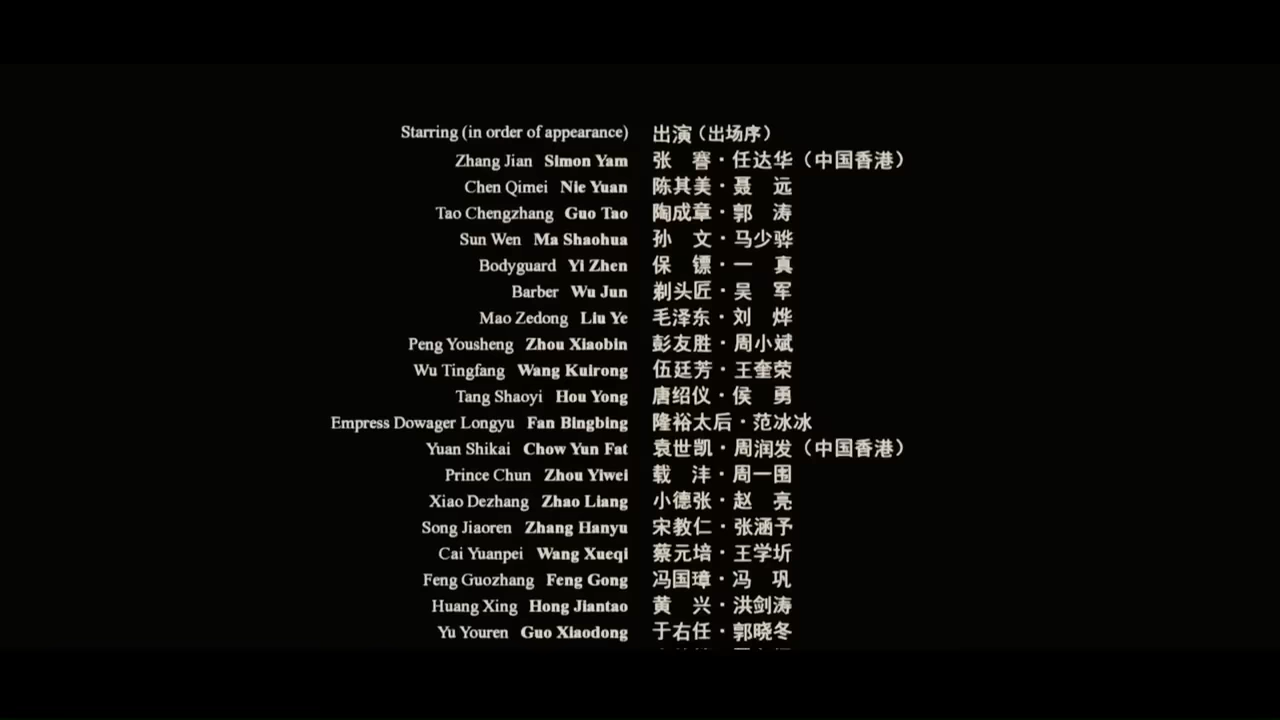 Starring (in order of appearance) 出演（出场序）
Zhang Jian Simon Yam 张 謇·任达华（中国香港）
Chen Qimei Nie Yuan 陈其美·聂 远
Tao Chengzhang Guo Tao 陶成章·郭 涛
Sun Wen Ma Shaohua 孙 文·马少骅
Bodyguard Yi Zhen 保 镖·一 真
Barber Wu Jun 剃头匠·吴 军
Mao Zedong Liu Ye 毛泽东·刘 烨
Peng Yousheng Zhou Xiaobin 彭友胜·周小斌
Wu Tingfang Wang Kuirong 伍廷芳·王奎荣
Tang Shaoyi Hou Yong 唐绍仪·侯 勇
Empress Dowager Longyu Fan Bingbing 隆裕太后·范冰冰
Yuan Shikai Chow Yun Fat 袁世凯·周润发（中国香港）
Prince Chun Zhou Yiwei 载 沣·周一围
Xiao Dezhang Zhao Liang 小德张·赵 亮
Song Jiaoren Zhang Hanyu 宋教仁·张涵予
Cai Yuanpei Wang Xueqi 蔡元培·王学圻
Feng Guozhang Feng Gong 冯国璋·冯 巩
Huang Xing Hong Jiantao 黄 兴·洪剑涛
Yu Youren Guo Xiaodong 于右任·郭晓冬